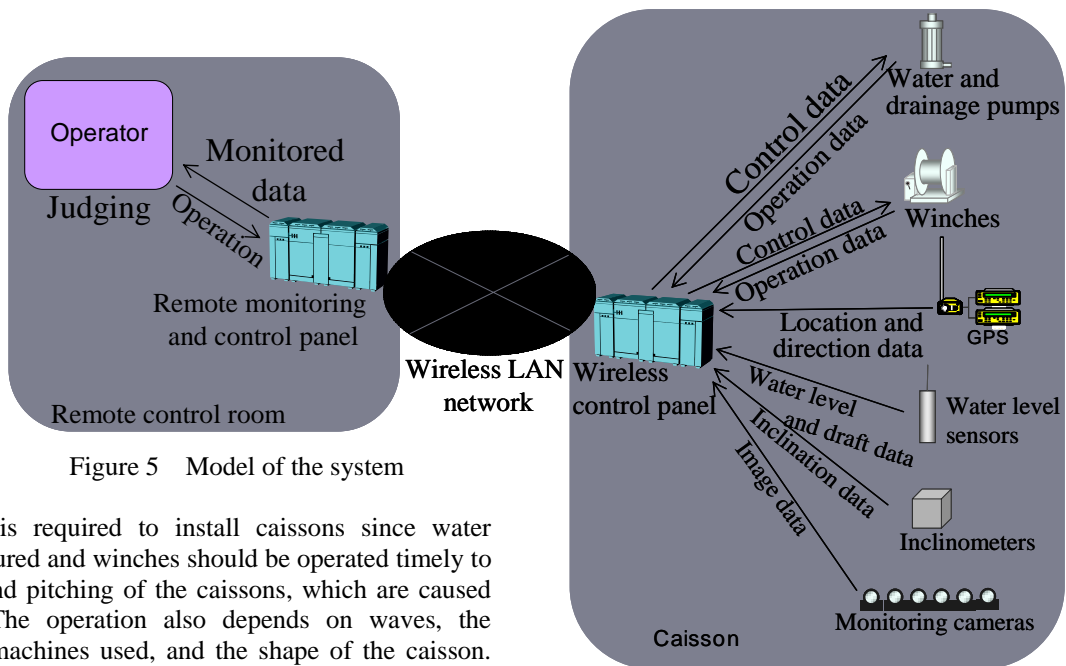 Operator
Judging
Monitored
data
Operation
Remote monitoring
and control panel
Remote control room
Wireless LAN
network
Wireless
control panel
Control data
Operation data
Water and
drainage pumps
Control data
Operation data
Winches
Location and
direction data
GPS
Water level
and draft data
Water level
sensors
Inclination data
Inclinometers
Image data
Monitoring cameras
Caisson
Figure 5 Model of the system
is required to install caissons since water
ured and winches should be operated timely to
nd pitching of the caissons, which are caused
The operation also depends on waves, the
machines used, and the shape of the caisson.